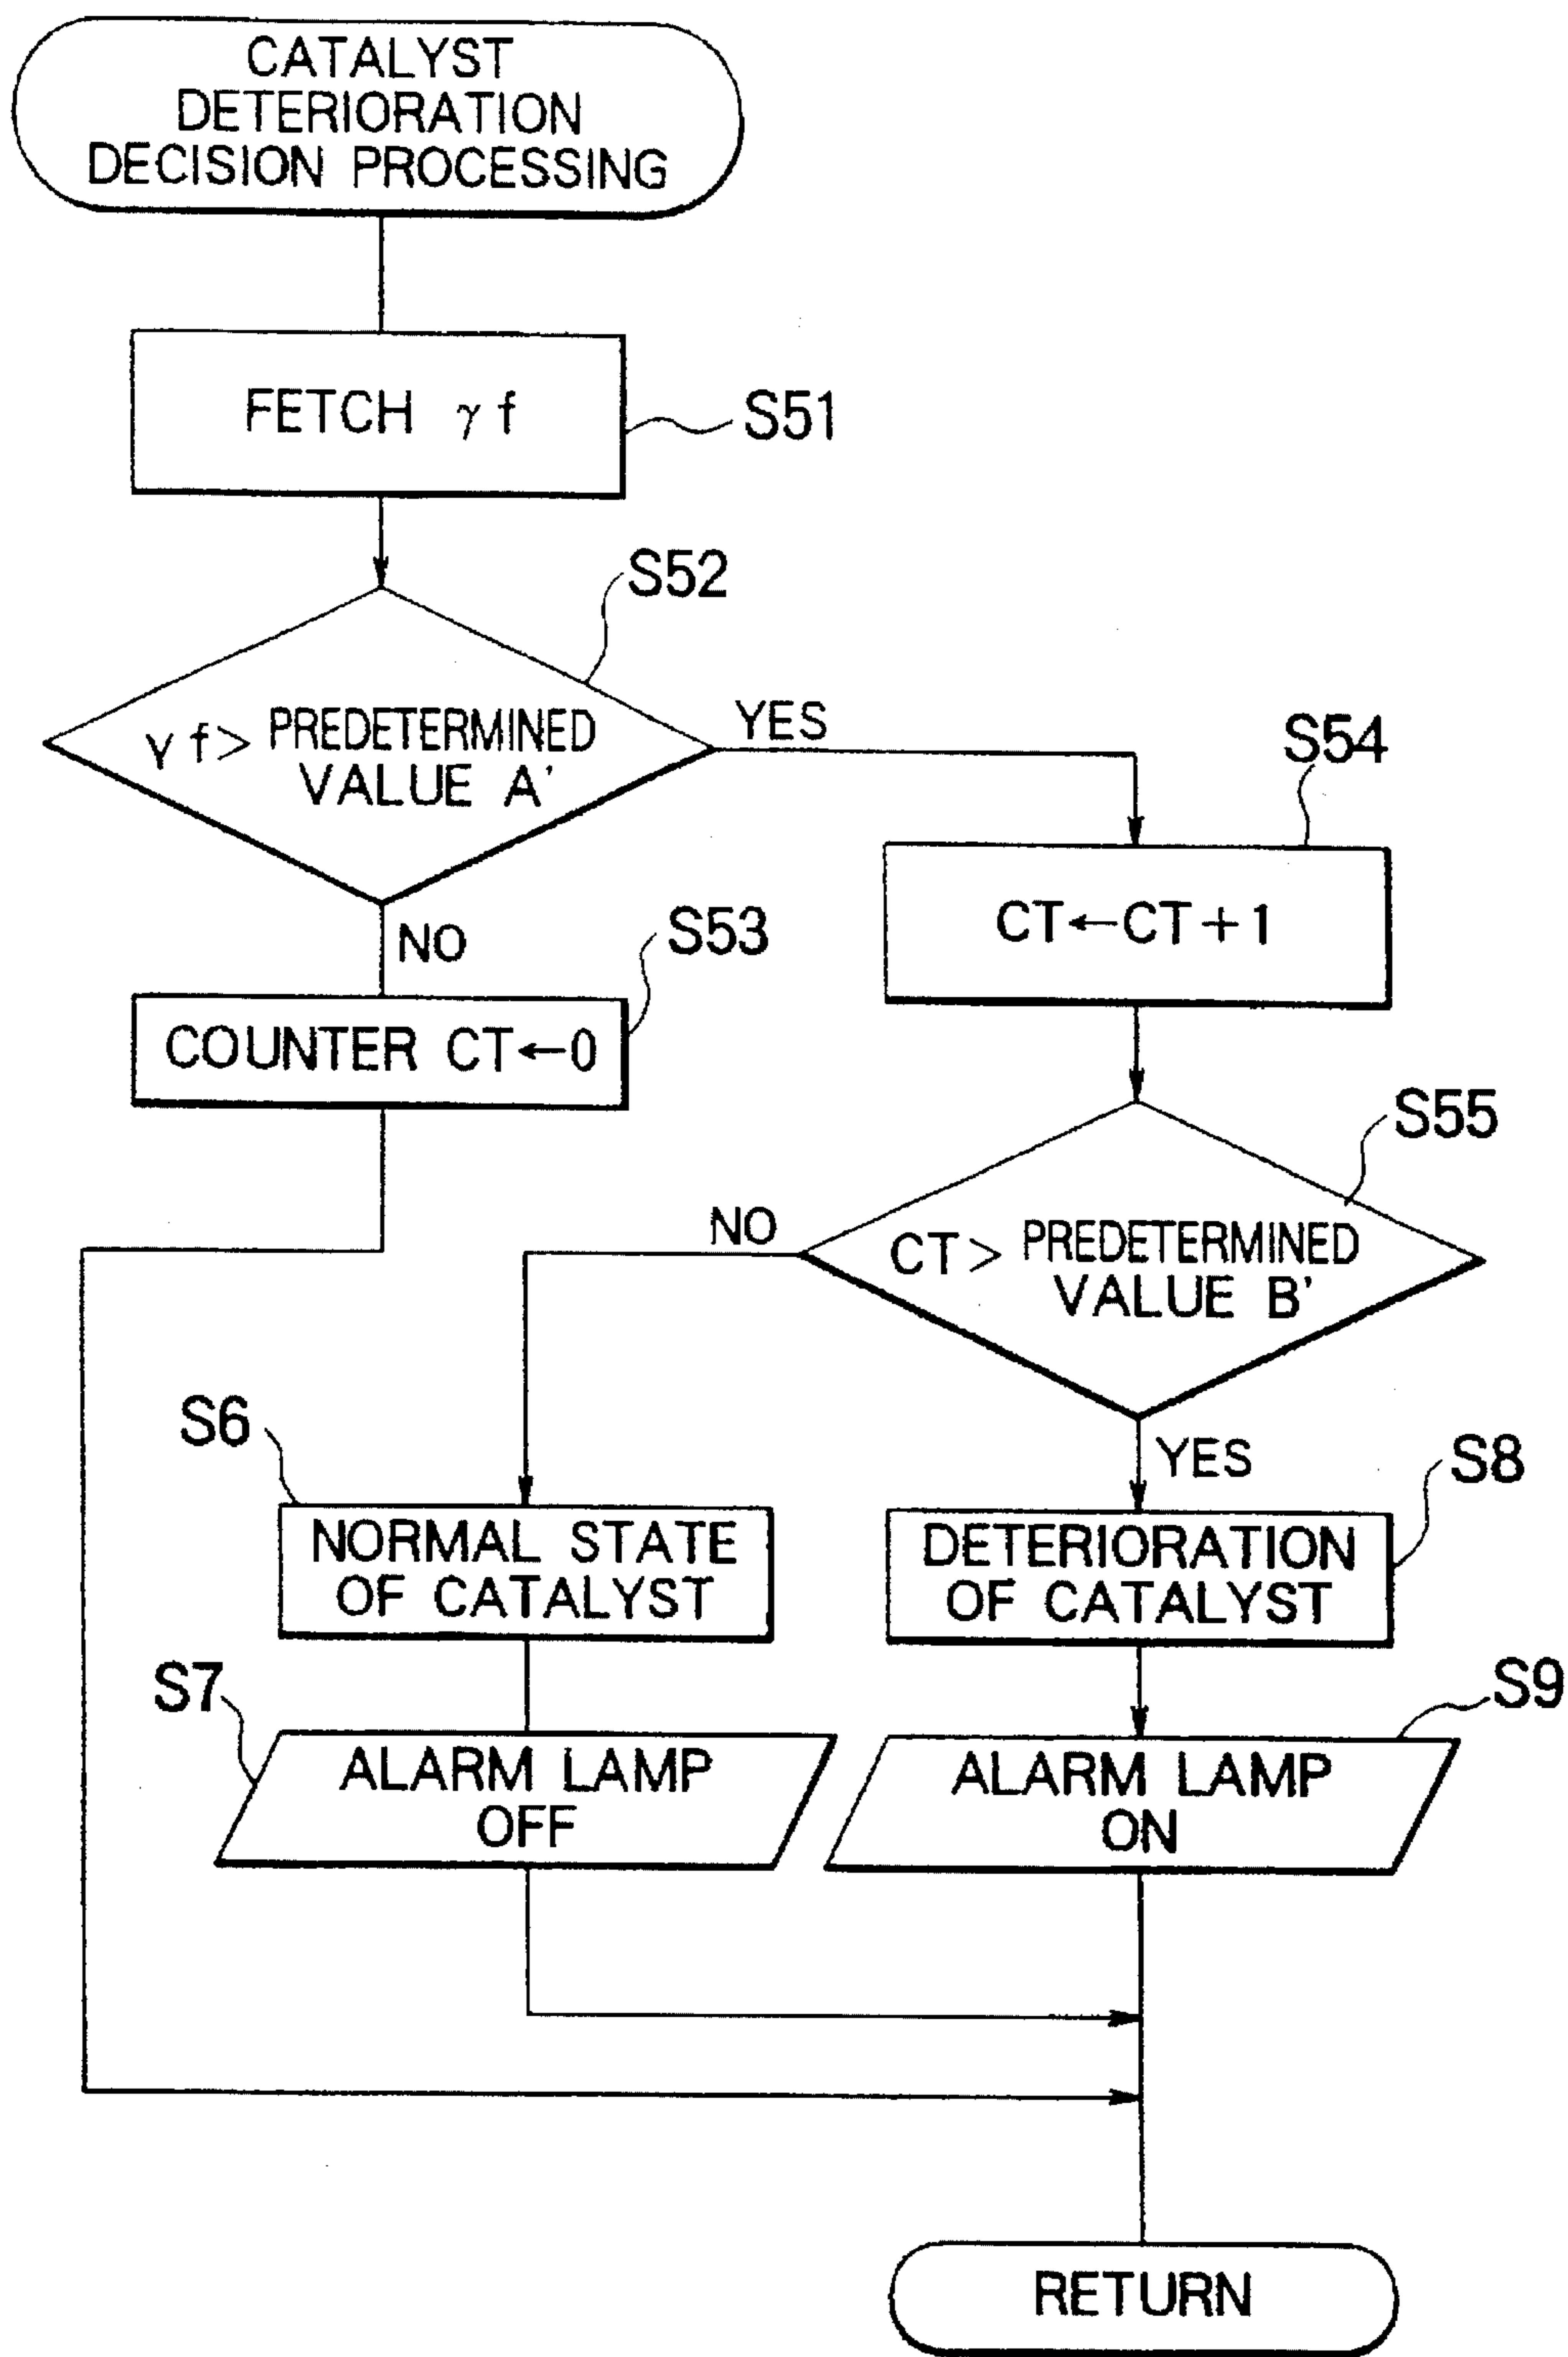 CATALYST
DETERIORATION
DECISION PROCESSING
FETCH γf
S51
S52
γf> PREDETERMINED
VALUE A'
YES
NO
S53
COUNTER CT←0
S54
CT←CT+1
S55
CT> PREDETERMINED
VALUE B'
NO
YES
S6
NORMAL STATE
OF CATALYST
S7
ALARM LAMP
OFF
S8
DETERIORATION
OF CATALYST
S9
ALARM LAMP
ON
RETURN